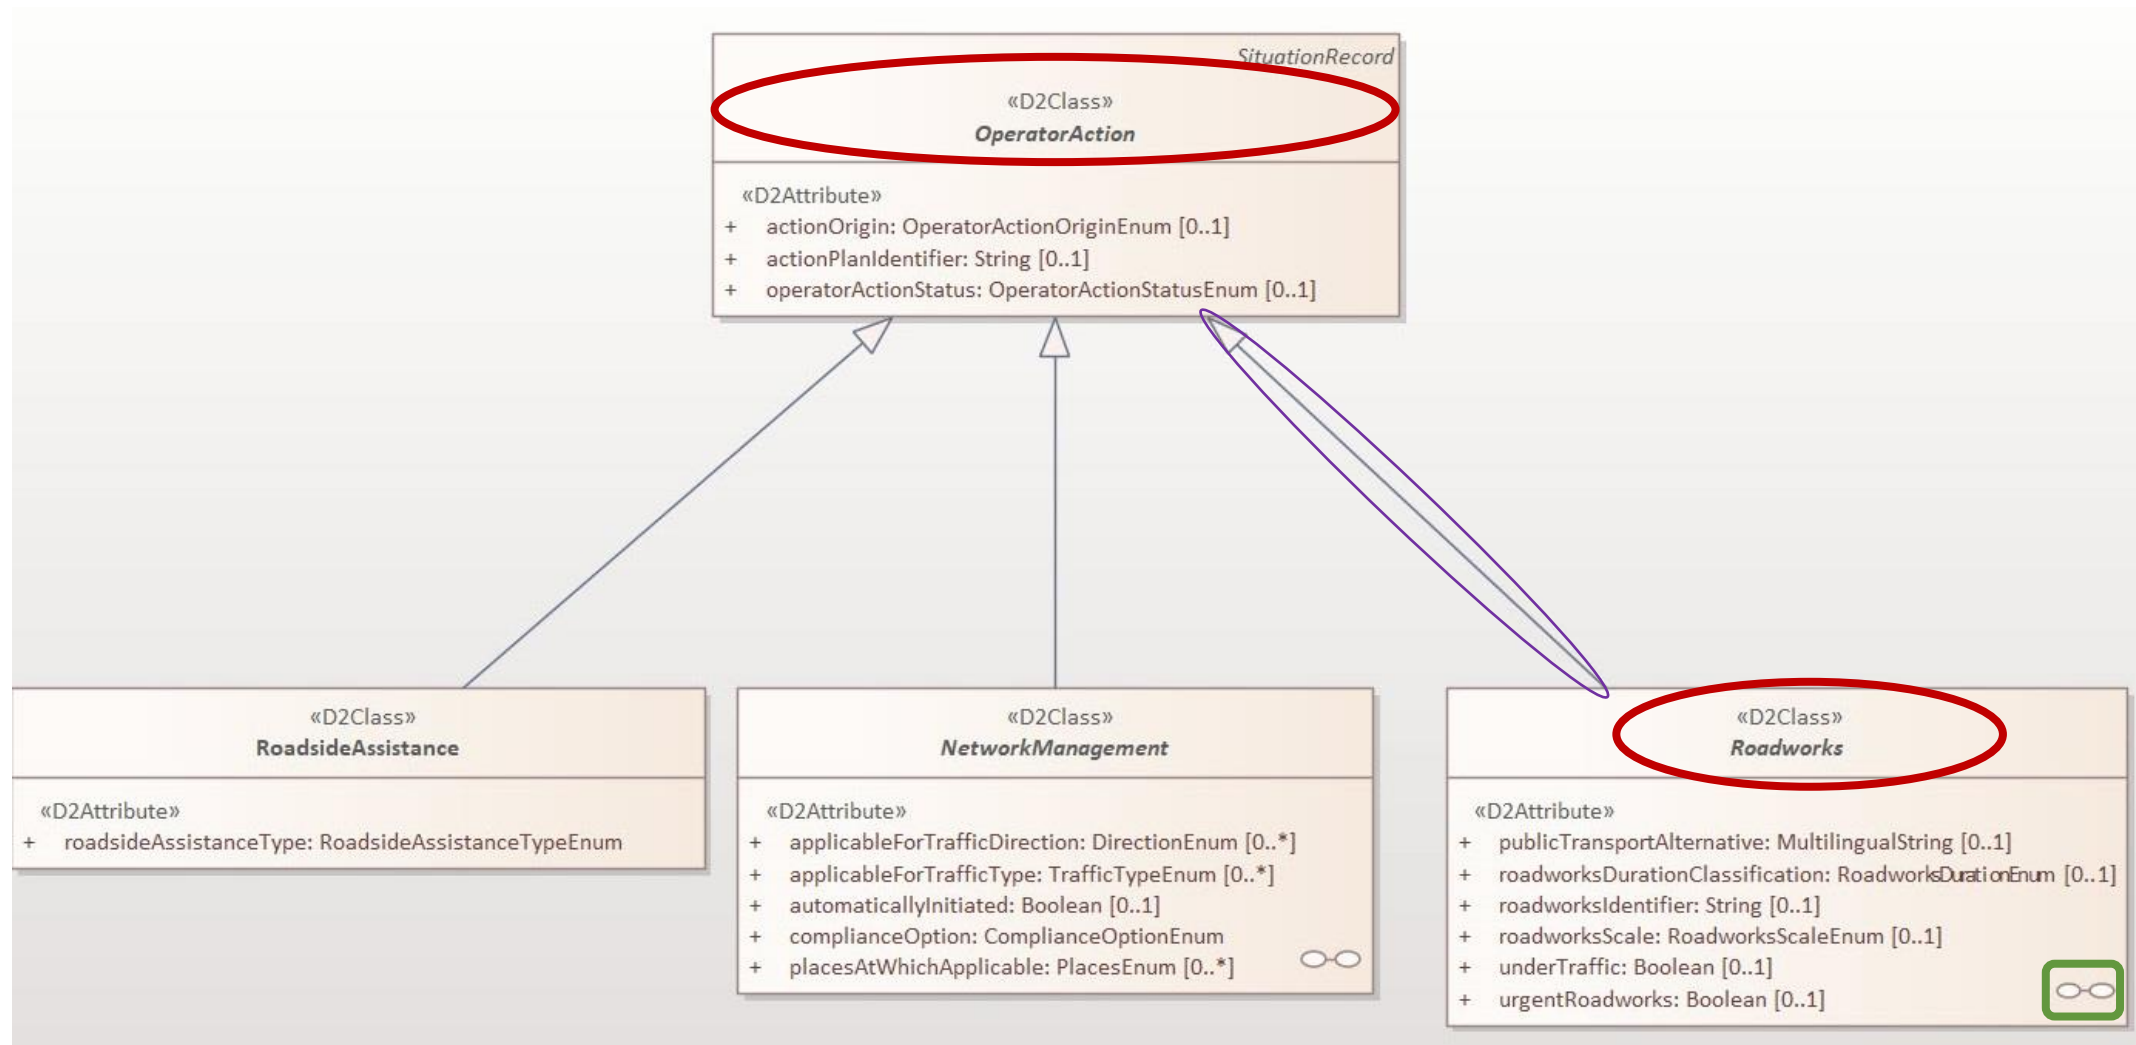 SituationRecord
«D2Class»
OperatorAction
«D2Attribute»
+ actionOrigin: OperatorActionOriginEnum [0..1]
+ actionPlanIdentifier: String [0..1]
+ operatorActionStatus: OperatorActionStatusEnum [0..1]
«D2Class»
RoadsideAssistance
«D2Attribute»
+ roadsideAssistanceType: RoadsideAssistanceTypeEnum
«D2Class»
NetworkManagement
«D2Attribute»
+ applicableForTrafficDirection: DirectionEnum [0..*]
+ applicableForTrafficType: TrafficTypeEnum [0..*]
+ automaticallyInitiated: Boolean [0..1]
+ complianceOption: ComplianceOptionEnum
+ placesAtWhichApplicable: PlacesEnum [0..*]
«D2Class»
Roadworks
«D2Attribute»
+ publicTransportAlternative: MultilingualString [0..1]
+ roadworksDurationClassification: RoadworksDurationEnum [0..1]
+ roadworksIdentifier: String [0..1]
+ roadworksScale: RoadworksScaleEnum [0..1]
+ underTraffic: Boolean [0..1]
+ urgentRoadworks: Boolean [0..1]